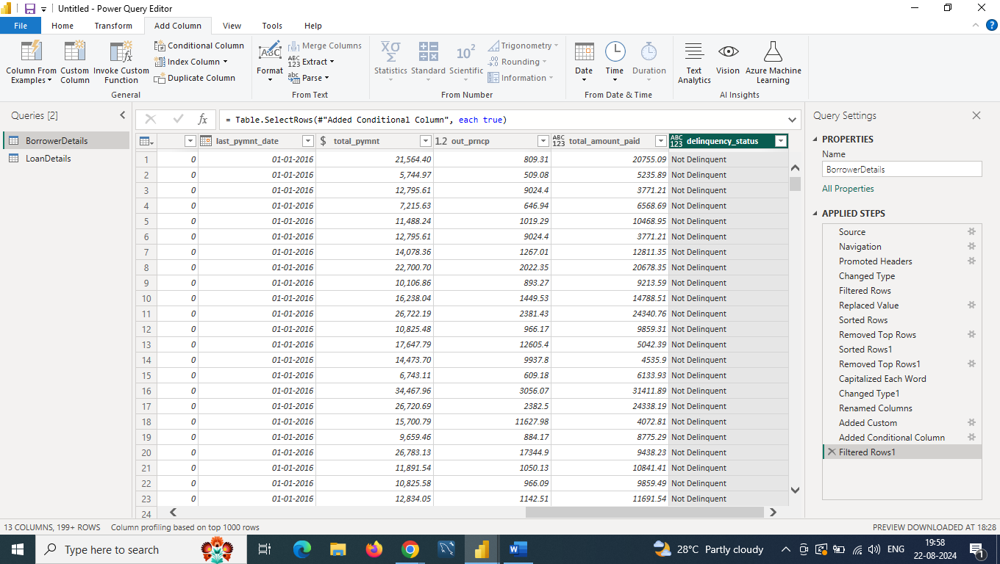 Untitled - Power Query Editor
File Home Transform Add Column View Tools Help
Column From Examples
Custom Column
Invoke Custom Function
Conditional Column
Index Column
Duplicate Column
General
Format
Merge Columns
Extract
Parse
From Text
Statistics
Standard
Scientific
Trigonometry
Rounding
Information
From Number
Date
Time
Duration
From Date & Time
Text Analytics
Vision
Azure Machine Learning
AI Insights
Queries [2]
BorrowerDetails
LoanDetails
fx
= Table.SelectRows(#"Added Conditional Column", each true)
last_pymnt_date $ total_pymnt 1.2 out_prncp ABC 123 total_amount_paid ABC 123 delinquency_status
1 0 01-01-2016 21,564.40 809.31 20755.09 Not Delinquent
2 0 01-01-2016 5,744.97 509.08 5235.89 Not Delinquent
3 0 01-01-2016 12,795.61 9024.4 3771.21 Not Delinquent
4 0 01-01-2016 7,215.63 646.94 6568.69 Not Delinquent
5 0 01-01-2016 11,488.24 1019.29 10468.95 Not Delinquent
6 0 01-01-2016 12,795.61 9024.4 3771.21 Not Delinquent
7 0 01-01-2016 14,078.36 1267.01 12811.35 Not Delinquent
8 0 01-01-2016 22,700.70 2022.35 20678.35 Not Delinquent
9 0 01-01-2016 10,106.86 893.27 9213.59 Not Delinquent
10 0 01-01-2016 16,238.04 1449.53 14788.51 Not Delinquent
11 0 01-01-2016 26,722.19 2381.43 24340.76 Not Delinquent
12 0 01-01-2016 10,825.48 966.17 9859.31 Not Delinquent
13 0 01-01-2016 17,647.79 12605.4 5042.39 Not Delinquent
14 0 01-01-2016 14,473.70 9937.8 4535.9 Not Delinquent
15 0 01-01-2016 6,743.11 609.18 6133.93 Not Delinquent
16 0 01-01-2016 34,467.96 3056.07 31411.89 Not Delinquent
17 0 01-01-2016 26,720.69 2382.5 24338.19 Not Delinquent
18 0 01-01-2016 15,700.79 11627.98 4072.81 Not Delinquent
19 0 01-01-2016 9,659.46 884.17 8775.29 Not Delinquent
20 0 01-01-2016 26,783.13 17344.9 9438.23 Not Delinquent
21 0 01-01-2016 11,891.54 1050.13 10841.41 Not Delinquent
22 0 01-01-2016 10,825.58 966.09 9859.49 Not Delinquent
23 0 01-01-2016 12,834.05 1142.51 11691.54 Not Delinquent
24
Query Settings
PROPERTIES
Name
BorrowerDetails
All Properties
APPLIED STEPS
Source
Navigation
Promoted Headers
Changed Type
Filtered Rows
Replaced Value
Sorted Rows
Removed Top Rows
Sorted Rows1
Removed Top Rows1
Capitalized Each Word
Changed Type1
Renamed Columns
Added Custom
Added Conditional Column
Filtered Rows1
13 COLUMNS, 199+ ROWS Column profiling based on top 1000 rows
PREVIEW DOWNLOADED AT 18:28
Type here to search
28°C Partly cloudy
ENG
19:58
22-08-2024
1